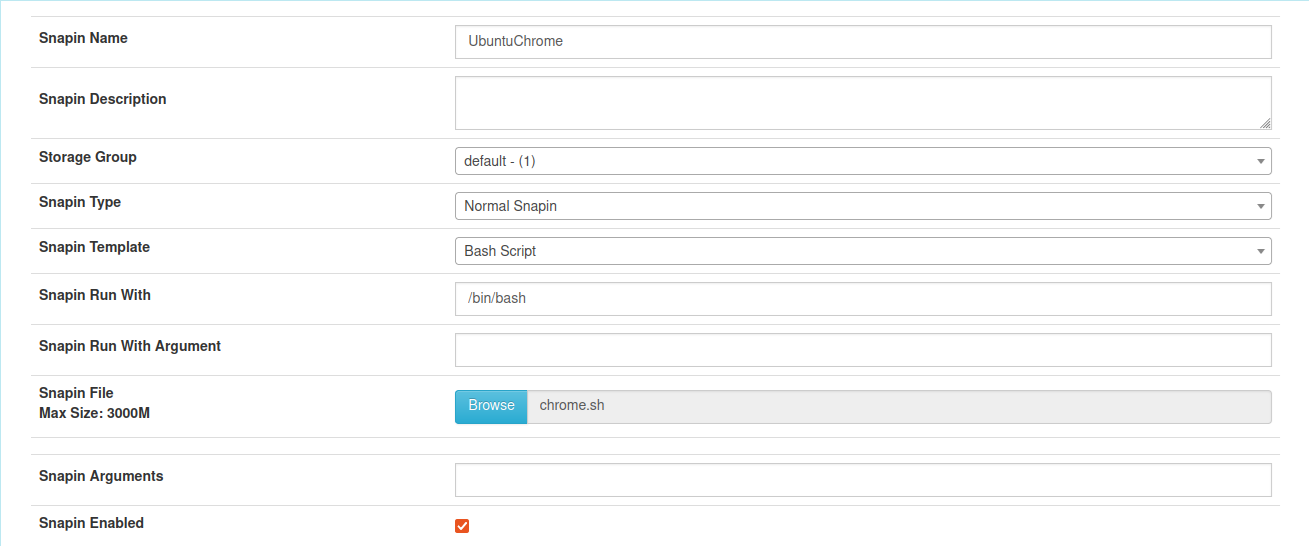 Snapin Name
UbuntuChrome
Snapin Description
Storage Group
default - (1)
Snapin Type
Normal Snapin
Snapin Template
Bash Script
Snapin Run With
/bin/bash
Snapin Run With Argument
Snapin File
Max Size: 3000M
Browse
chrome.sh
Snapin Arguments
Snapin Enabled